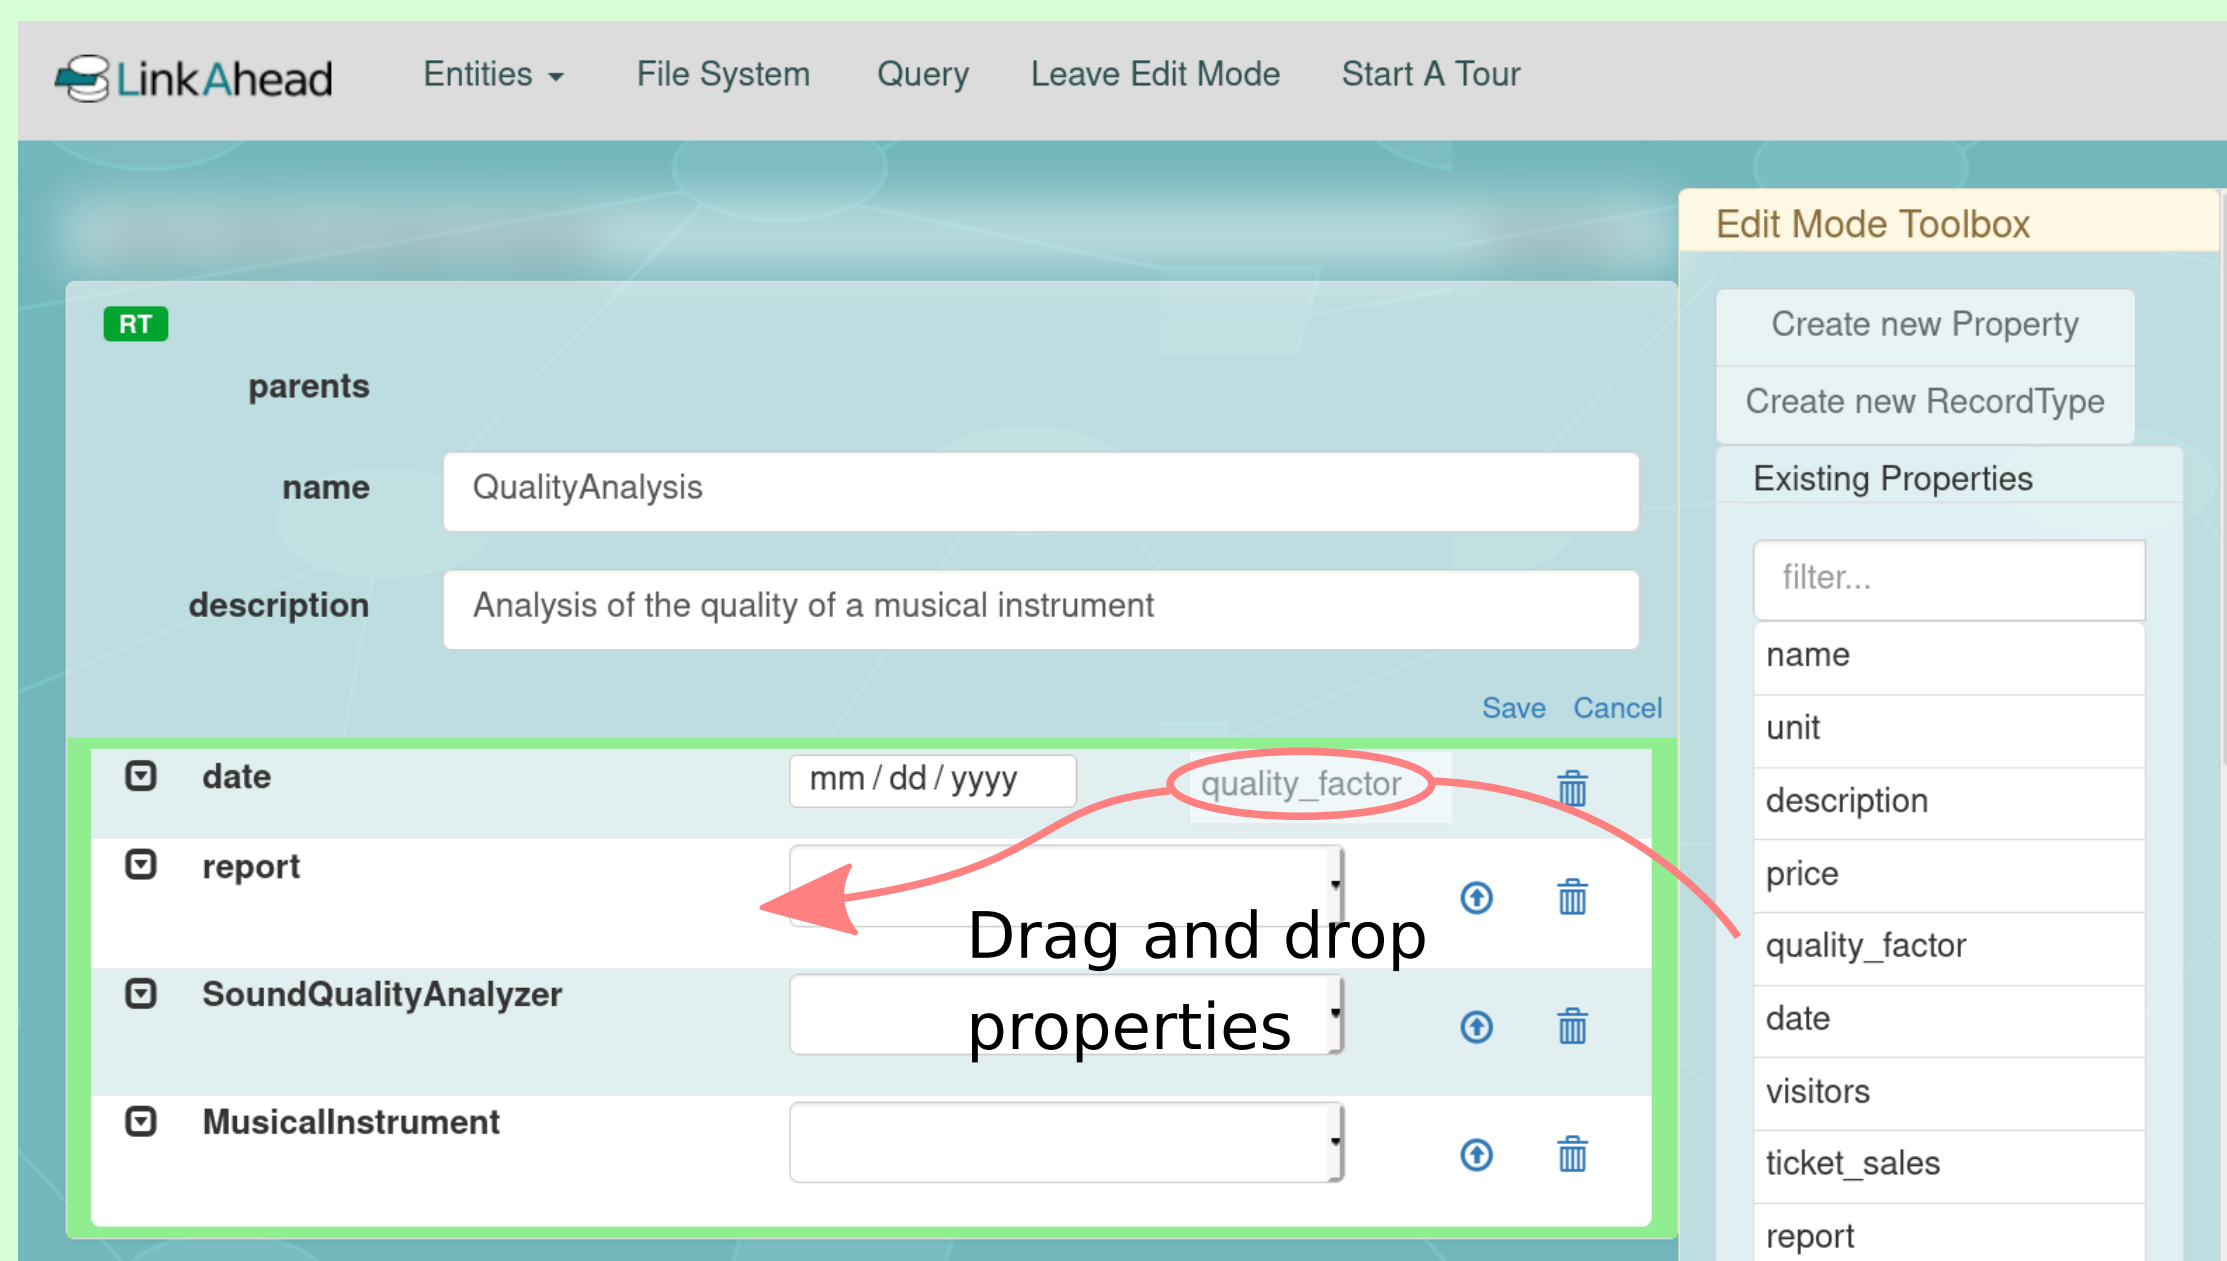 LinkAhead Entities File System Query Leave Edit Mode Start A Tour
RT
parents
name QualityAnalysis
description Analysis of the quality of a musical instrument
Save Cancel
date mm / dd / yyyy quality_factor
report
SoundQualityAnalyzer
MusicalInstrument
Drag and drop
properties
Edit Mode Toolbox
Create new Property
Create new RecordType
Existing Properties
filter...
name
unit
description
price
quality_factor
date
visitors
ticket_sales
report